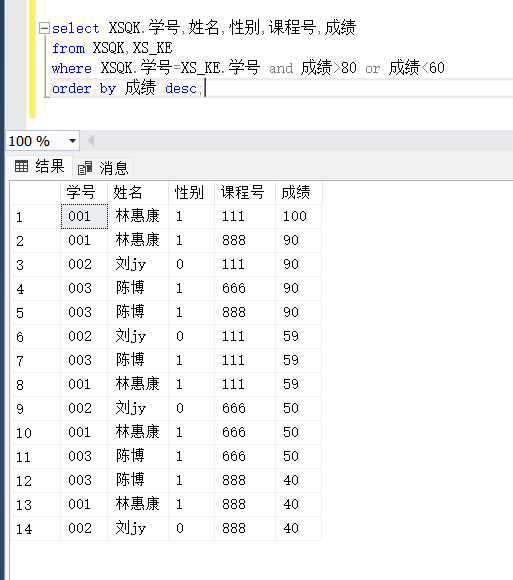 select XSQK.学号,姓名,性别,课程号,成绩
from XSQK,XS_KE
where XSQK.学号=XS_KE.学号 and 成绩>80 or 成绩<60
order by 成绩 desc;
100 %
结果 消息
学号 姓名 性别 课程号 成绩
1 001 林惠康 1 111 100
2 001 林惠康 1 888 90
3 002 刘jy 0 111 90
4 003 陈博 1 666 90
5 003 陈博 1 888 90
6 002 刘jy 0 111 59
7 003 陈博 1 111 59
8 001 林惠康 1 111 59
9 002 刘jy 0 666 50
10 001 林惠康 1 666 50
11 003 陈博 1 666 50
12 003 陈博 1 888 40
13 001 林惠康 1 888 40
14 002 刘jy 0 888 40